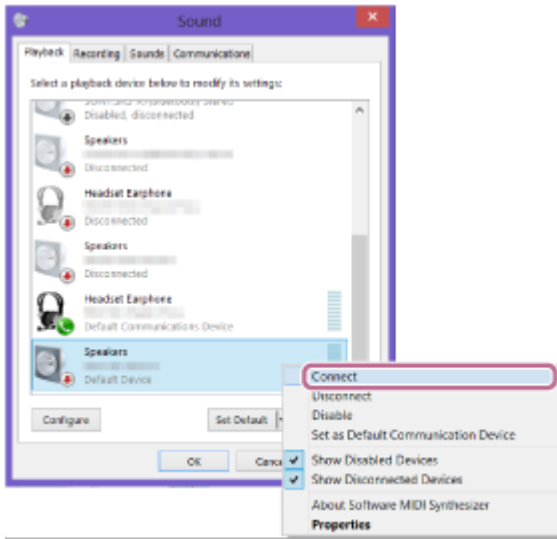 Sound
Playback Recording Sounds Communications
Select a playback device below to modify its settings:
Disabled, disconnected
Speakers
Disconnected
Headset Earphone
Disconnected
Speakers
Disconnected
Headset Earphone
Default Communications Device
Speakers
Default Device
Configure
Set Default
OK
Connect
Disconnect
Disable
Set as Default Communication Device
Show Disabled Devices
Show Disconnected Devices
About Software MIDI Synthesizer
Properties